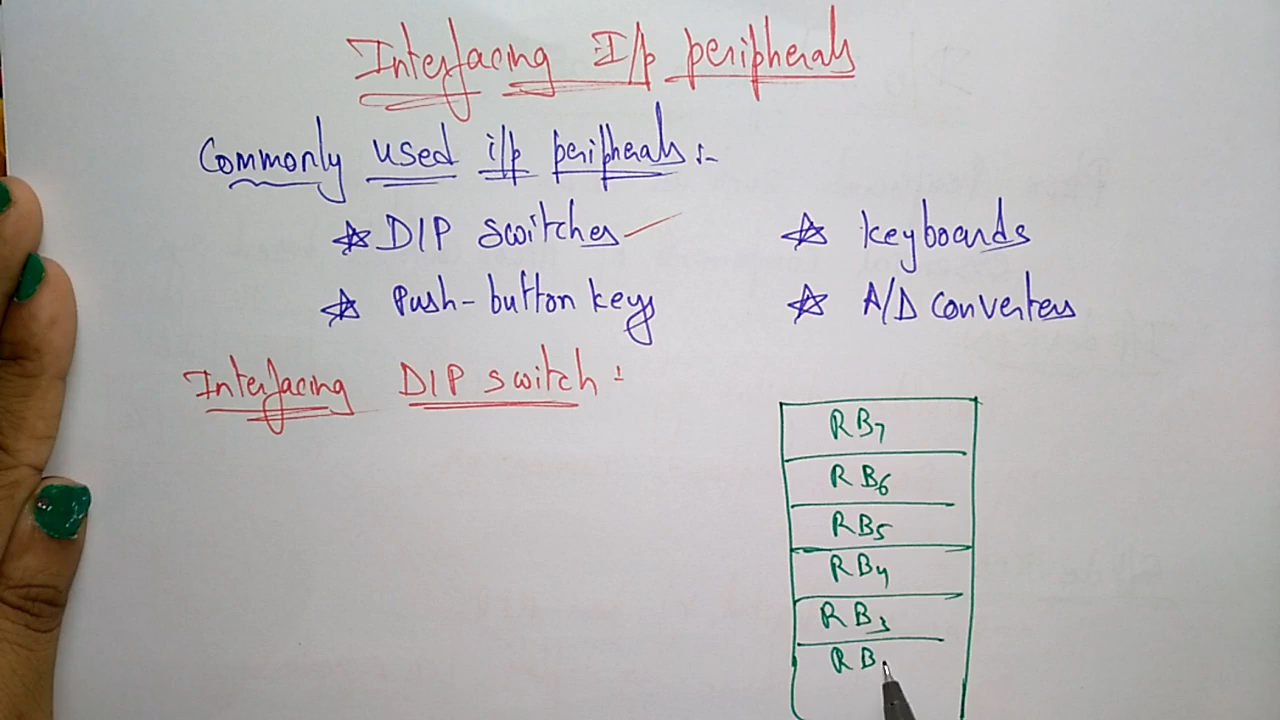 Interfacing I/p peripherals
Commonly used i/p peripherals :-
☆ DIP switches
☆ keyboards
☆ Push-button keys
☆ A/D Converters
Interfacing DIP switch :
RB7
RB6
RB5
RB4
RB3
RB